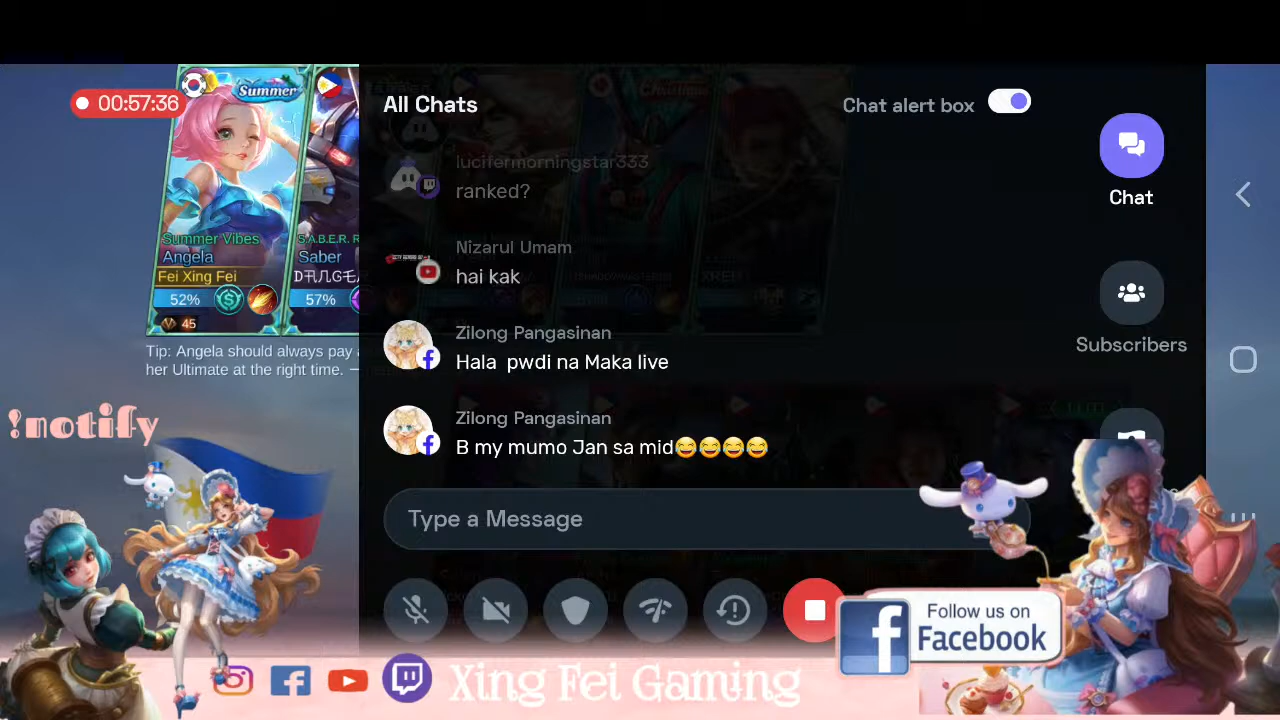 00:57:36
Summer
Summer Vibes
Angela
Fei Xing Fei
52%
45
Saber
57%
Tip: Angela should always pay
her Ultimate at the right time. —
!notify
All Chats
Chat alert box
lucifermorningstar333
ranked?
Nizarul Umam
hai kak
Zilong Pangasinan
Hala pwdi na Maka live
Zilong Pangasinan
B my mumo Jan sa mid😂😂😂😂
Type a Message
Chat
Subscribers
Follow us on
Facebook
Xing Fei Gaming